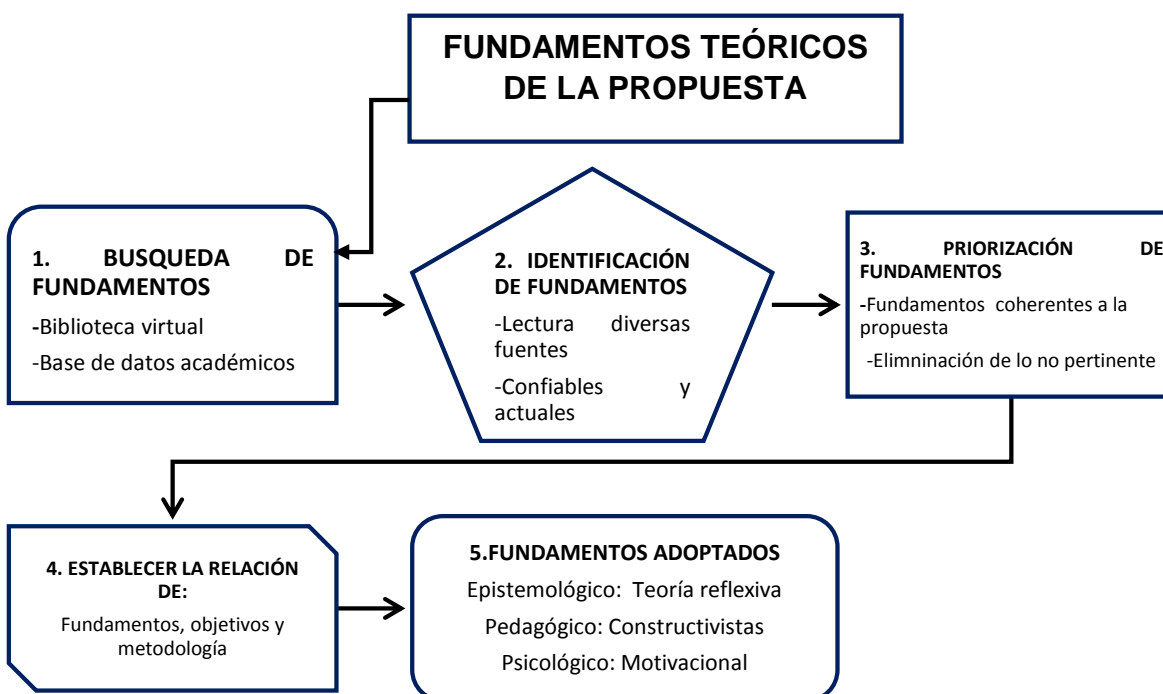 FUNDAMENTOS TEÓRICOS
DE LA PROPUESTA
1. BUSQUEDA DE
FUNDAMENTOS
-Biblioteca virtual
-Base de datos académicos
2. IDENTIFICACIÓN
DE FUNDAMENTOS
-Lectura diversas
fuentes
-Confiables y
actuales
3. PRIORIZACIÓN DE
FUNDAMENTOS
-Fundamentos coherentes a la
propuesta
-Elimninación de lo no pertinente
4. ESTABLECER LA RELACIÓN
DE:
Fundamentos, objetivos y
metodología
5.FUNDAMENTOS ADOPTADOS
Epistemológico: Teoría reflexiva
Pedagógico: Constructivistas
Psicológico: Motivacional